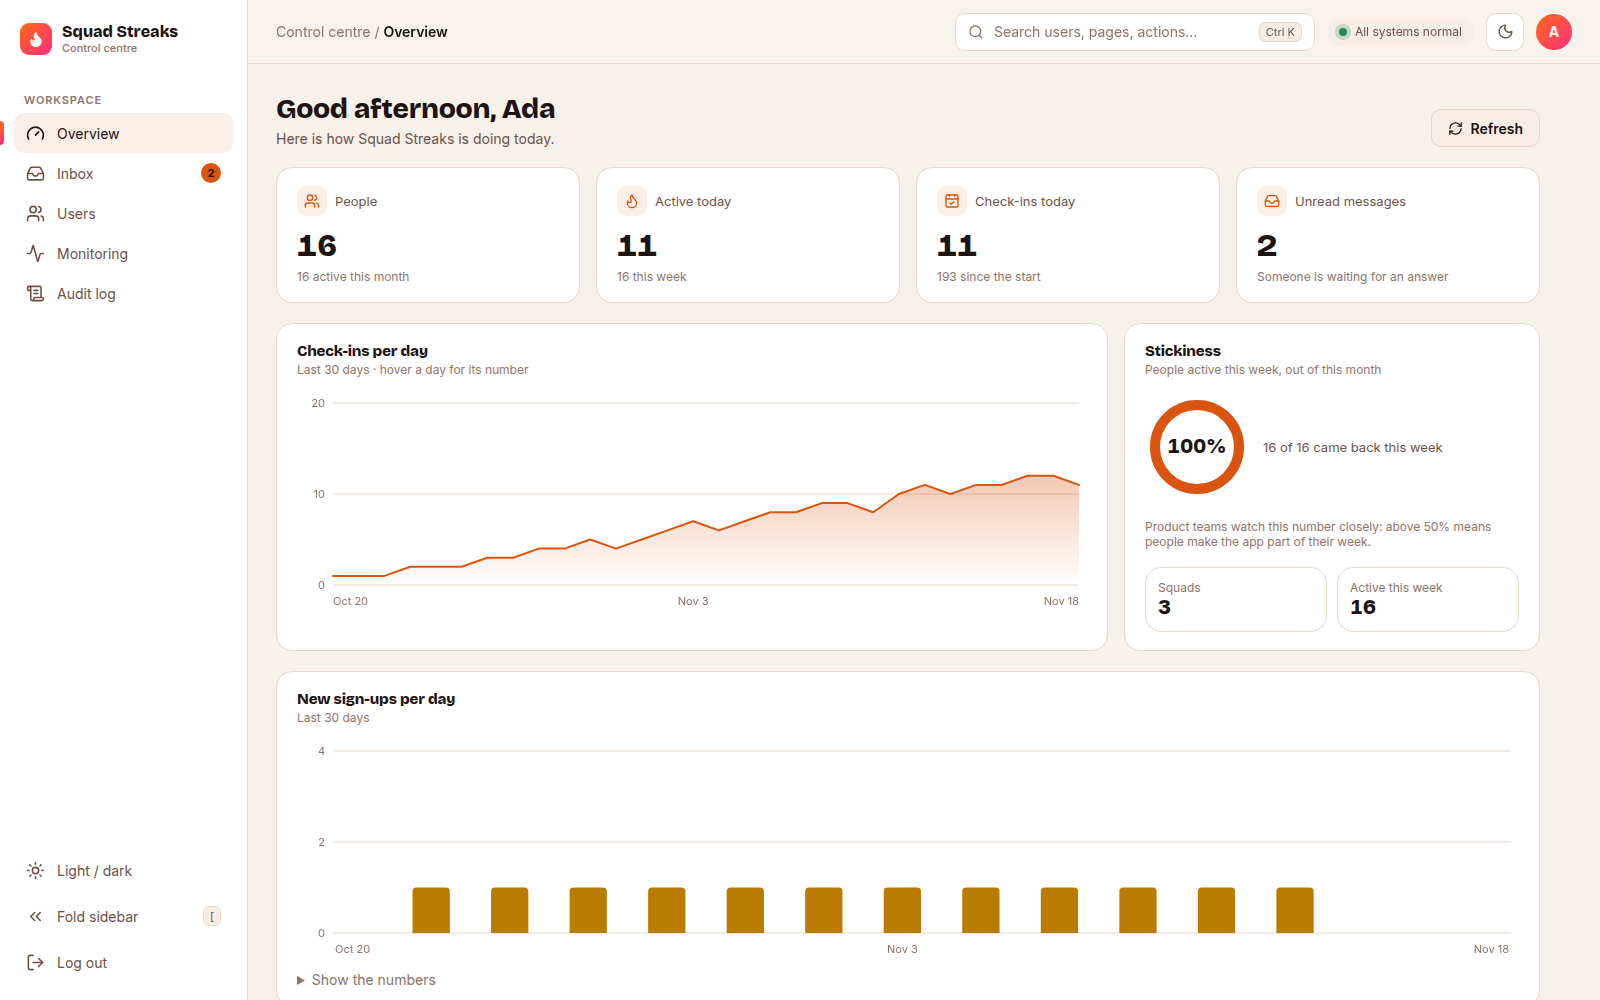 Squad Streaks
Control centre
WORKSPACE
Overview
Inbox
2
Users
Monitoring
Audit log
Light / dark
Fold sidebar
[
Log out
Control centre / Overview
Search users, pages, actions...
Ctrl K
All systems normal
A
Good afternoon, Ada
Here is how Squad Streaks is doing today.
Refresh
People
16
16 active this month
Active today
11
16 this week
Check-ins today
11
193 since the start
Unread messages
2
Someone is waiting for an answer
Check-ins per day
Last 30 days · hover a day for its number
20
10
0
Oct 20
Nov 3
Nov 18
Stickiness
People active this week, out of this month
100%
16 of 16 came back this week
Product teams watch this number closely: above 50% means
people make the app part of their week.
Squads
3
Active this week
16
New sign-ups per day
Last 30 days
4
2
0
Oct 20
Nov 3
Nov 18
Show the numbers